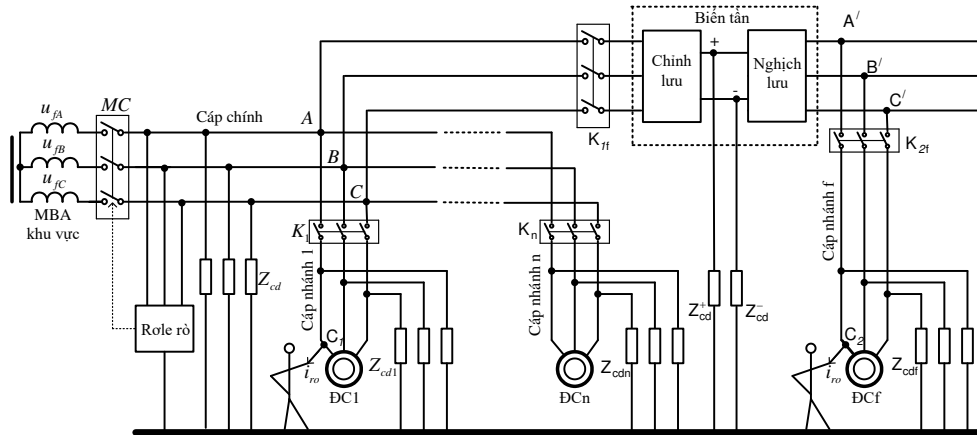 Biến tần
A/
B/
C/
Chỉnh
lưu
+
-
Nghịch
lưu
K1f
K2f
ufA
ufB
ufC
MC
Cáp chính
A
B
C
MBA
khu vực
K1
Kn
Cáp nhánh 1
Cáp nhánh n
Cáp nhánh f
Zcd
Zcd+
Zcd−
Rơle rò
C1
iro
Zcd1
ĐC1
Zcdn
ĐCn
C2
iro
Zcdf
ĐCf